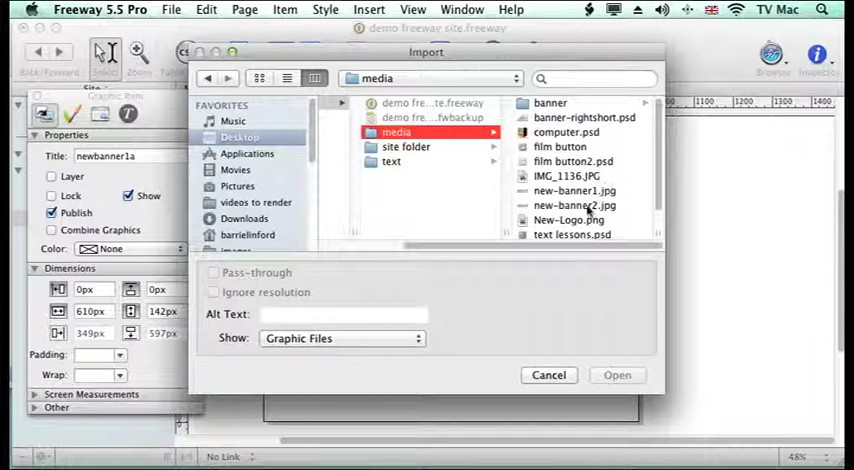 Freeway 5.5 Pro File Edit Page Item Style Insert Media Window Help TV Mac
demo freeway site.freeway
Import
Back/Forward Select Zoom Browser Inspector
media
Graphic Item
1100 1200 1300 1400
Properties
Title: newbanner1a
Layer
Lock Show
Publish
Combine Graphics
Color: None
Dimensions
0px 0px
610px 142px
349px 597px
Padding:
Wrap:
Screen Measurements
Other
FAVORITES
Music
Desktop
Applications
Movies
Pictures
videos to render
Downloads
barrielinford
images
demo fre...te.freeway
demo fre....fwbackup
media
site folder
text
banner
banner-rightshort.psd
computer.psd
film button
film button2.psd
IMG_1136.JPG
new-banner1.jpg
new-banner2.jpg
New-Logo.png
text lessons.psd
Pass-through
Ignore resolution
Alt Text:
Show: Graphic Files
Cancel Open
No Link 48%